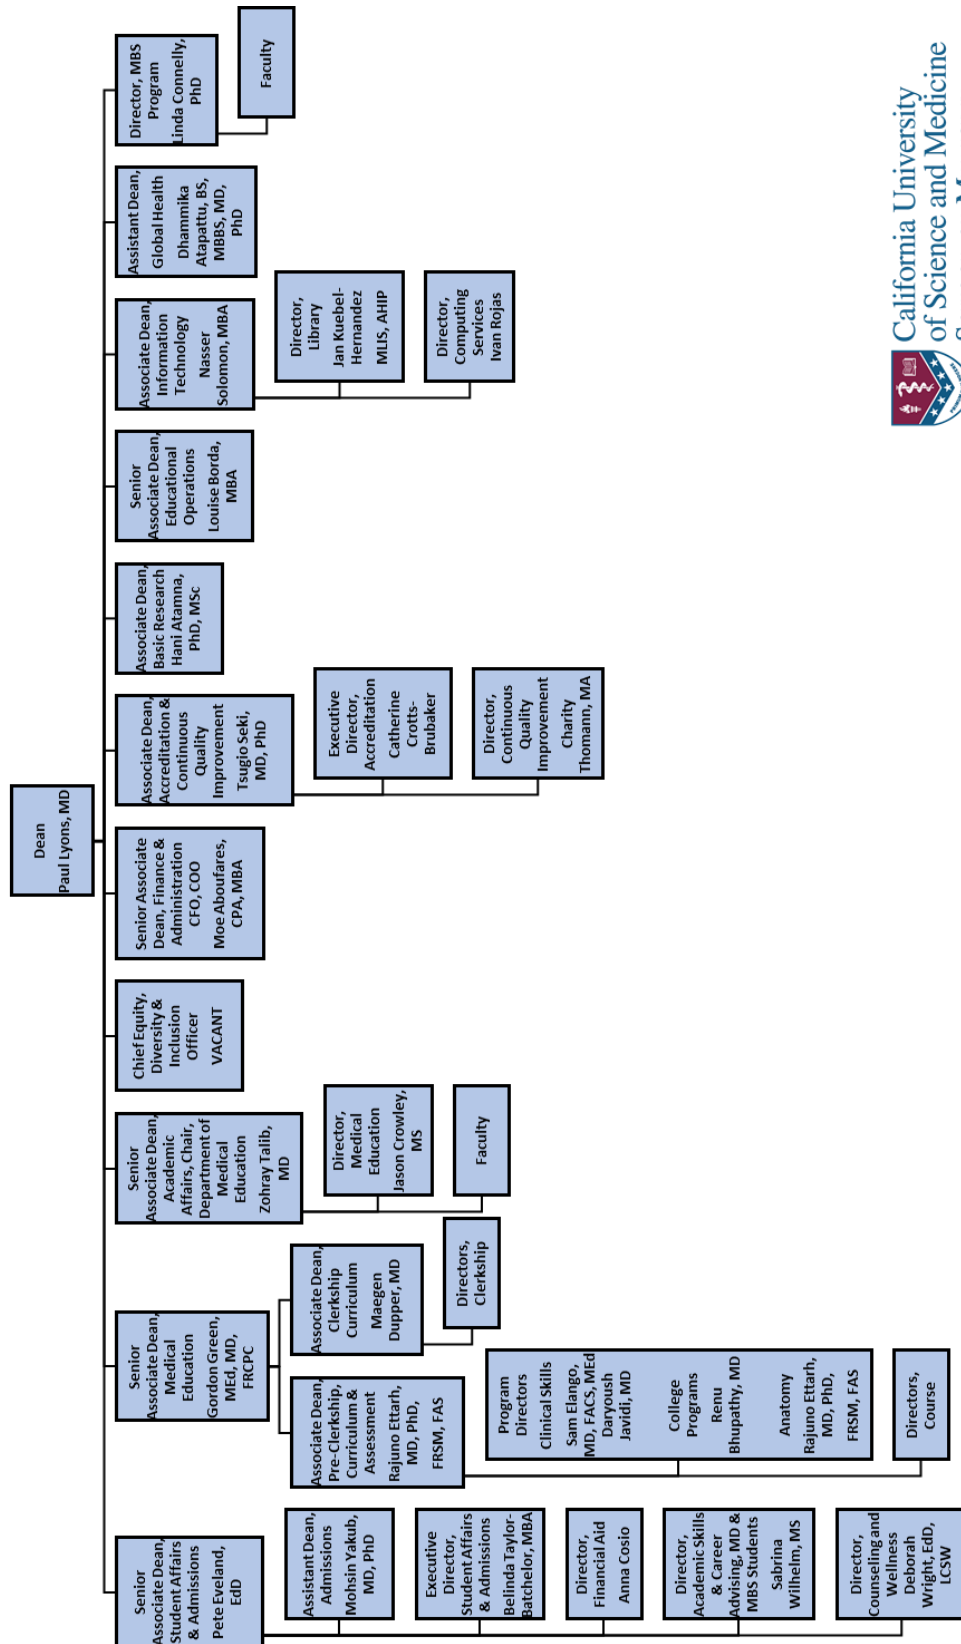 Dean
Paul Lyons, MD
Senior
Associate Dean,
Student Affairs
& Admissions
Pete Eveland,
EdD
Assistant Dean,
Admissions
Mohsin Yakub,
MD, PhD
Executive
Director,
Student Affairs
& Admissions
Belinda Taylor-
Batchelor, MBA
Director,
Financial Aid
Anna Cosio
Director,
Academic Skills
& Career
Advising, MD &
MBS Students
Sabrina
Willhelm, MS
Director,
Counseling and
Wellness
Deborah
Wright, EdD,
LCSW
Senior
Associate Dean,
Medical
Education
Gordon Green,
MEd, MD,
FRCPC
Associate Dean,
Pre-Clerkship,
Curriculum &
Assessment
Rajuno Ettarh,
MD, PhD,
FRSM, FAS
Program
Directors
Clinical Skills
Sam Elango,
MD, FACS, MEd
Daryoush
Javidi, MD
College
Programs
Renu
Bhupathy, MD
Anatomy
Rajuno Ettarh,
MD, PhD,
FRSM, FAS
Directors,
Course
Associate Dean,
Clerkship
Curriculum
Maegen
Dupper, MD
Directors,
Clerkship
Senior
Associate Dean,
Academic
Affairs, Chair,
Department of
Medical
Education
Zohray Talib,
MD
Director,
Medical
Education
Jason Crowley,
MS
Faculty
Chief Equity,
Diversity &
Inclusion
Officer
VACANT
Senior Associate
Dean, Finance &
Administration
CFO, COO
Moe Aboufares,
CPA, MBA
Associate Dean,
Accreditation &
Continuous
Quality
Improvement
Tsugio Seki,
MD, PhD
Executive
Director,
Accreditation
Catherine
Crotts-
Brubaker
Director,
Continuous
Quality
Improvement
Charity
Thomann, MA
Associate Dean,
Basic Research
Hani Atamna,
PhD, MSc
Senior
Associate Dean,
Educational
Operations
Louise Borda,
MBA
Associate Dean,
Information
Technology
Nasser
Solomon, MBA
Director,
Library
Jan Kuebel-
Hernandez
MLIS, AHIP
Director,
Computing
Services
Ivan Rojas
Assistant Dean,
Global Health
Dhammika
Atapattu, BS,
MBBS, MD,
PhD
Director, MBS
Program
Linda Connelly,
PhD
Faculty
California University
of Science and Medicine